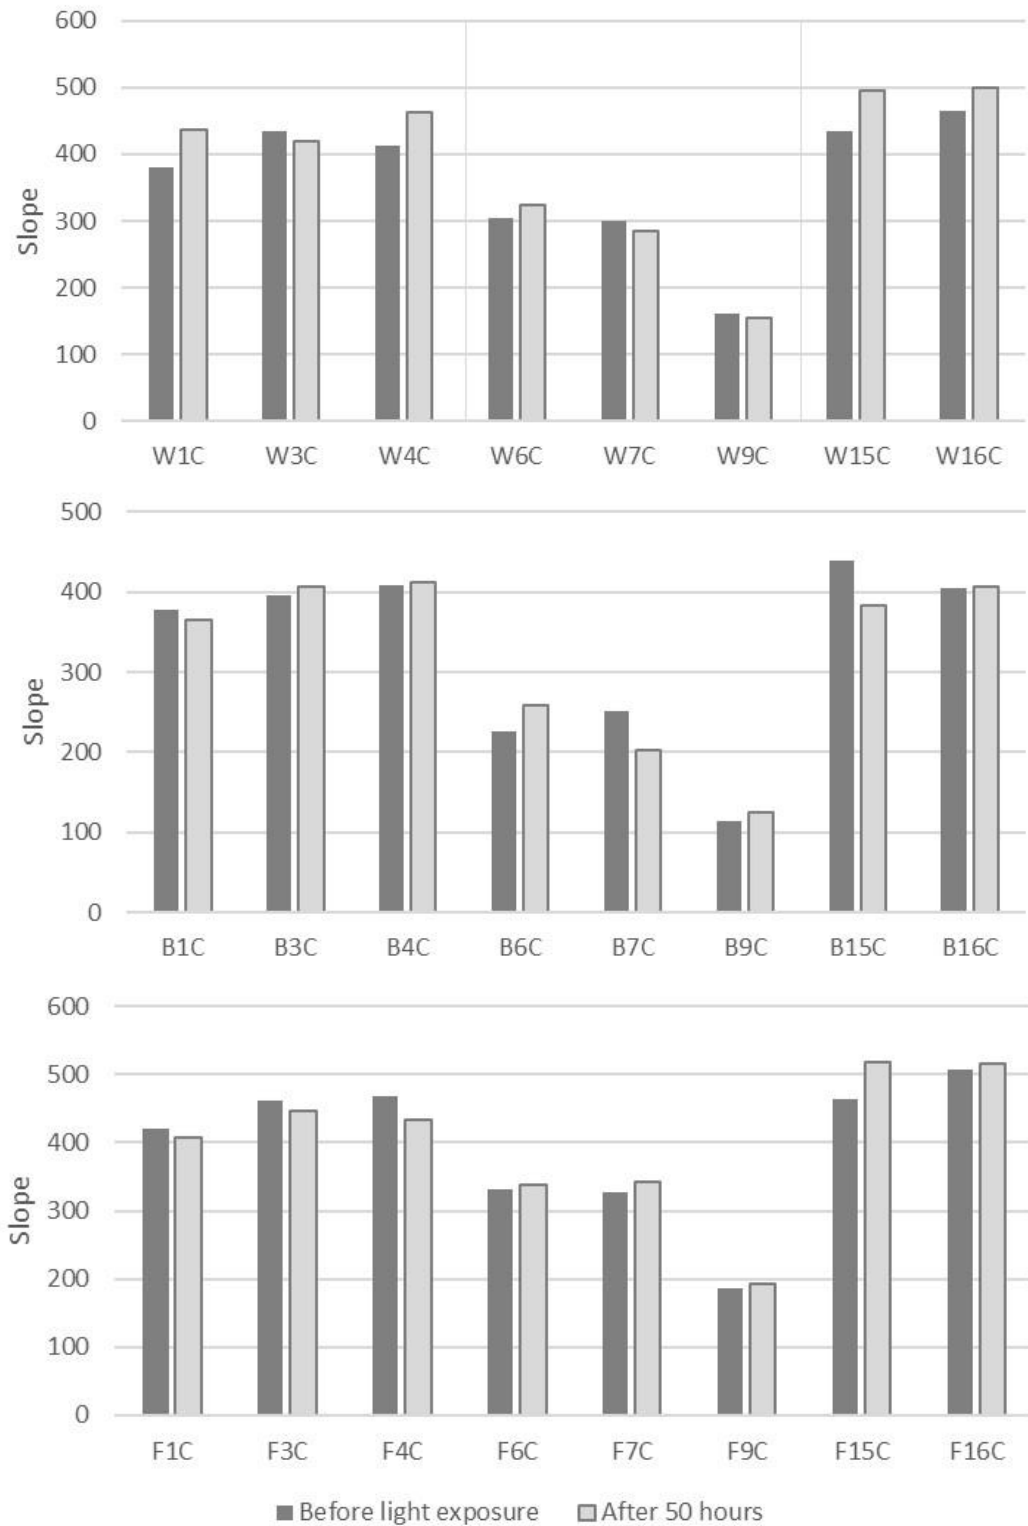 600
500
400
300
200
100
0
Slope
W1C W3C W4C W6C W7C W9C W15C W16C
500
400
300
200
100
0
Slope
B1C B3C B4C B6C B7C B9C B15C B16C
600
500
400
300
200
100
0
Slope
F1C F3C F4C F6C F7C F9C F15C F16C
Before light exposure After 50 hours